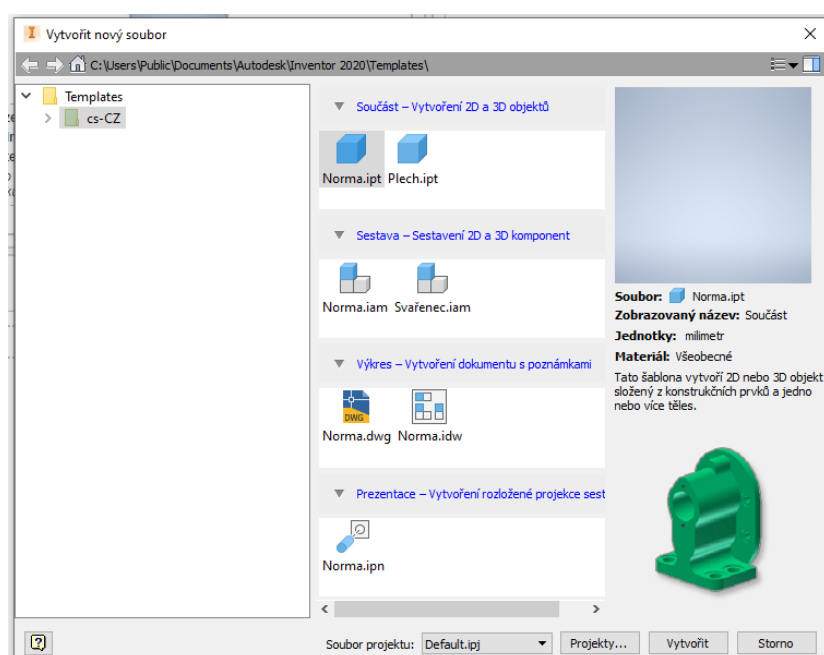 Vytvořit nový soubor
C:\Users\Public\Documents\Autodesk\Inventor 2020\Templates\
Templates
cs-CZ
Součást – Vytvoření 2D a 3D objektů
Norma.ipt Plech.ipt
Sestava – Sestavení 2D a 3D komponent
Norma.iam Svařenec.iam
Výkres – Vytvoření dokumentu s poznámkami
DWG
Norma.dwg Norma.idw
Prezentace – Vytvoření rozložené projekce sest
Norma.ipn
Soubor: Norma.ipt
Zobrazovaný název: Součást
Jednotky: milimetr
Materiál: Všeobecné
Tato šablona vytvoří 2D nebo 3D objekt
složený z konstrukčních prvků a jedno
nebo více těles.
Soubor projektu: Default.ipj Projekty... Vytvořit Storno